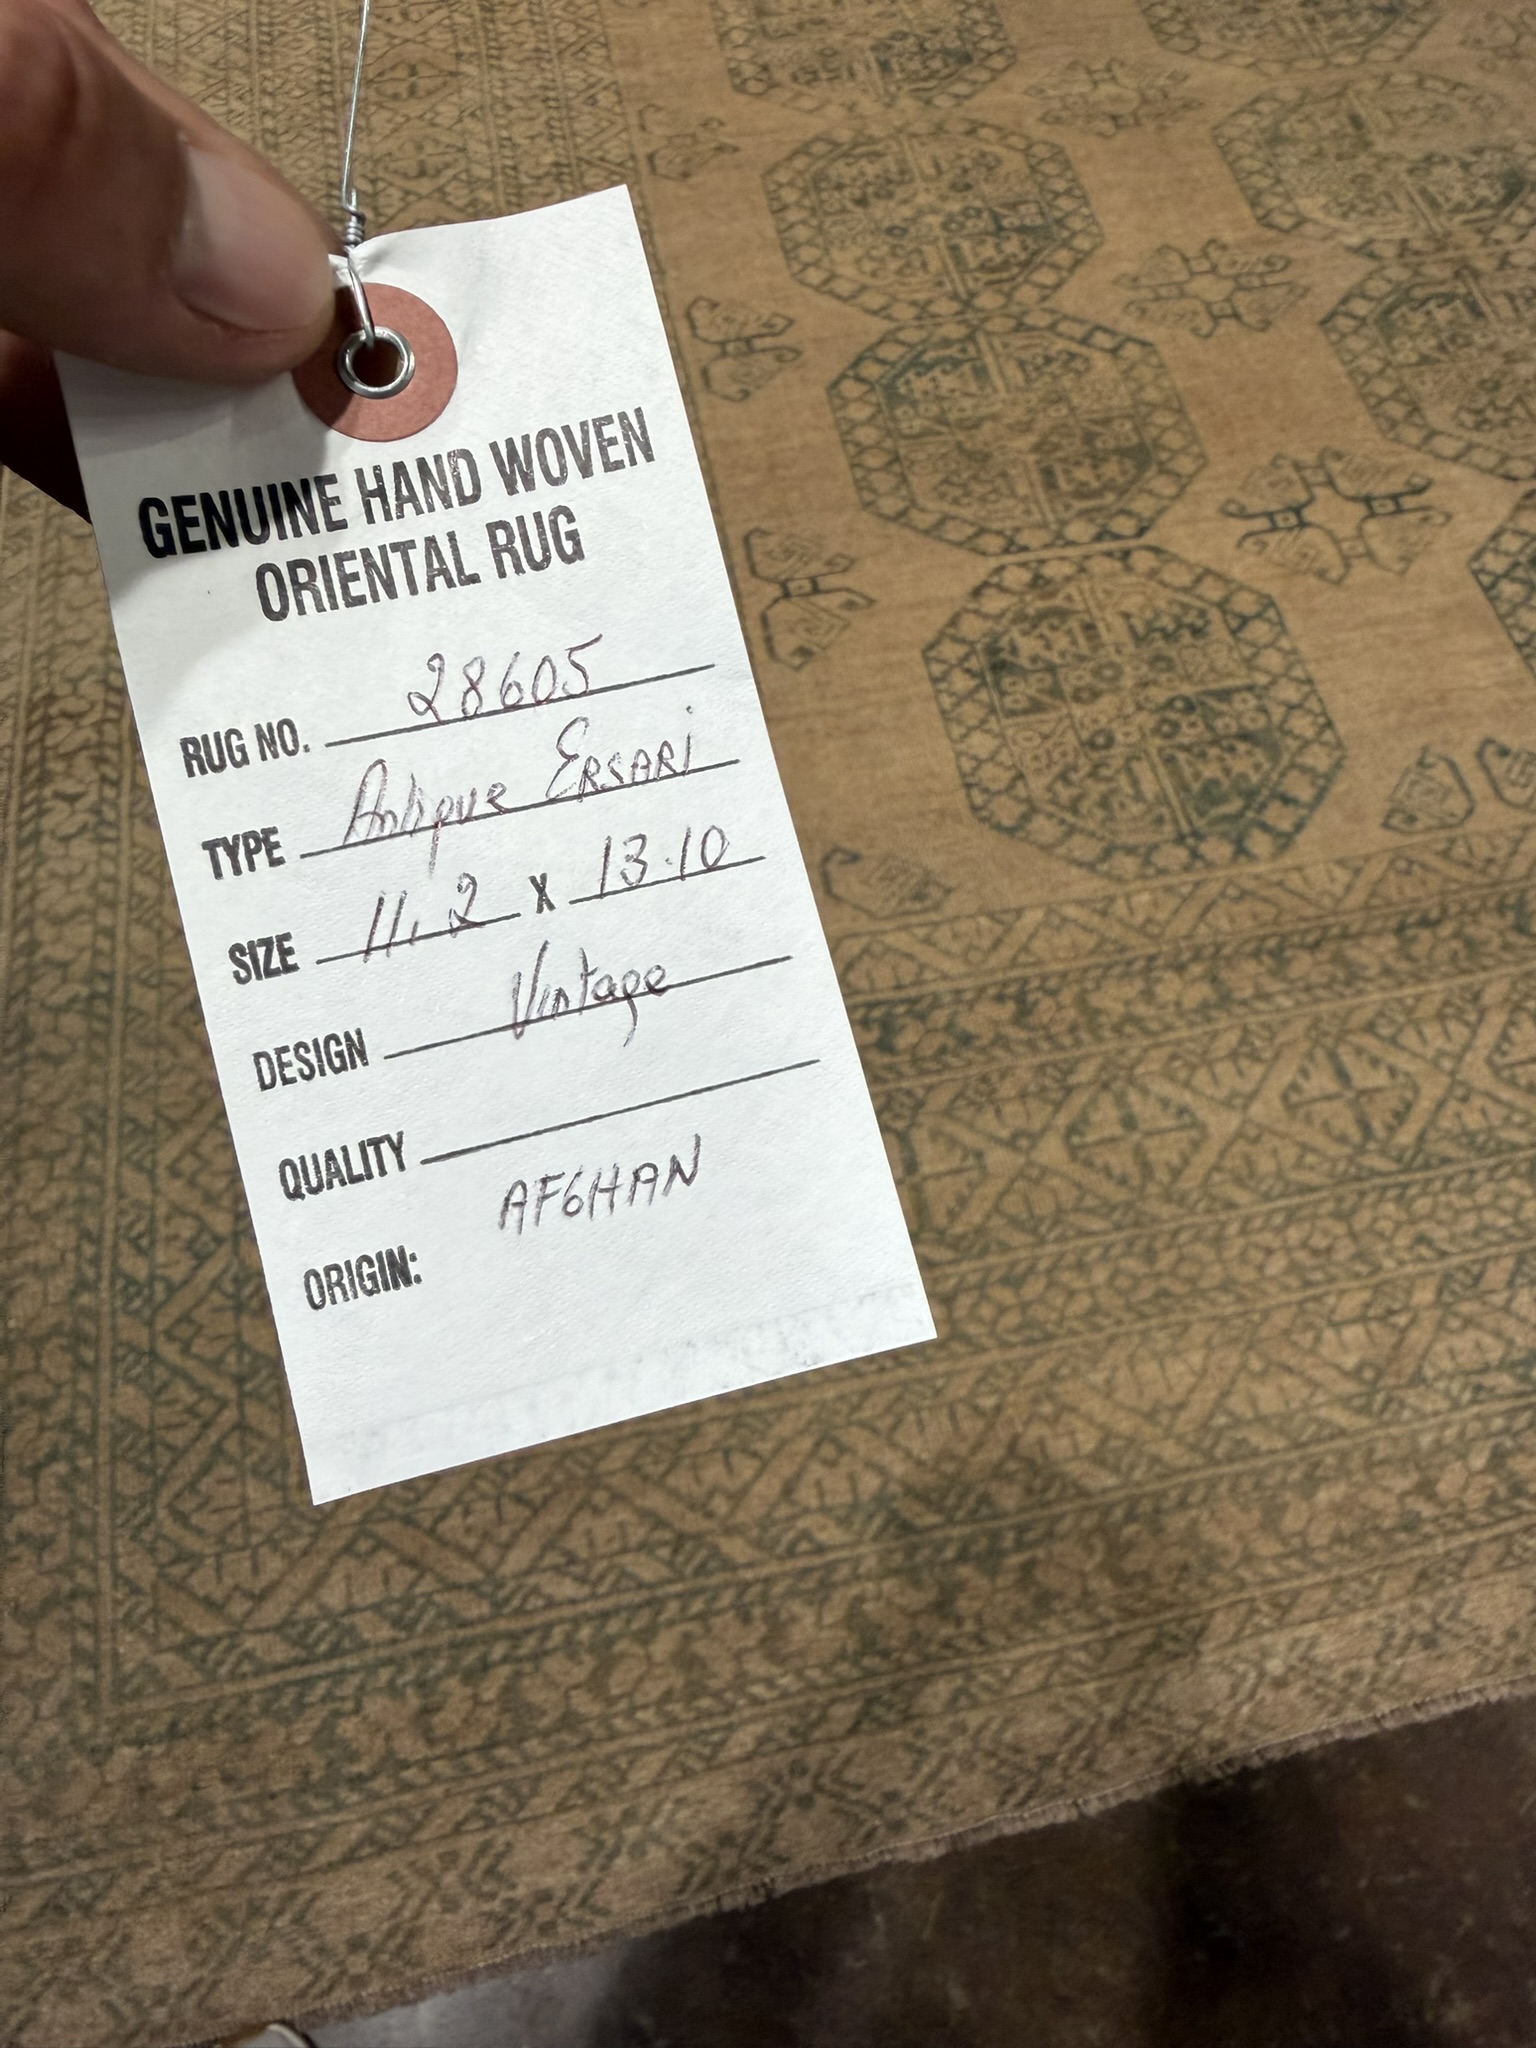 GENUINE HAND WOVEN
ORIENTAL RUG
RUG NO. 28605
TYPE Antique ERSARI
SIZE 11.2 X 13.10
DESIGN Vintage
QUALITY
ORIGIN: AFGHAN